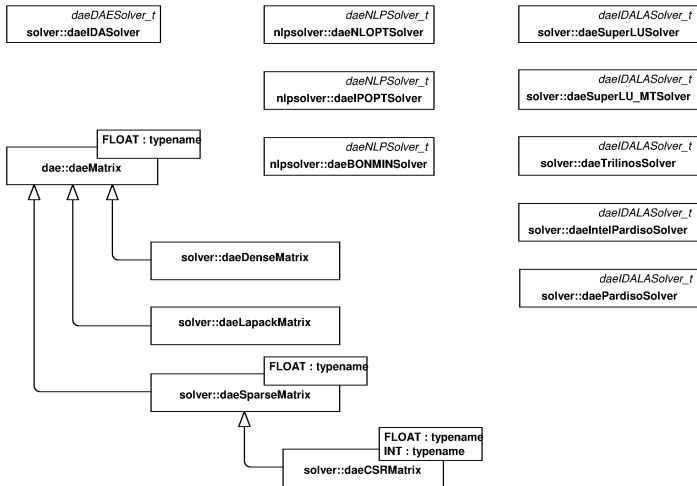 daeDAESolver_t
solver::daeIDASolver
daeNLPSolver_t
nlpsolver::daeNLOPTSolver
daeIDALASolver_t
solver::daeSuperLUSolver
daeNLPSolver_t
nlpsolver::daeIPOPTSolver
daeIDALASolver_t
solver::daeSuperLU_MTSolver
FLOAT : typename
dae::daeMatrix
daeNLPSolver_t
nlpsolver::daeBONMINSolver
daeIDALASolver_t
solver::daeTrilinosSolver
daeIDALASolver_t
solver::daeIntelPardisoSolver
solver::daeDenseMatrix
daeIDALASolver_t
solver::daePardisoSolver
solver::daeLapackMatrix
FLOAT : typename
solver::daeSparseMatrix
FLOAT : typename
INT : typename
solver::daeCSRMatrix